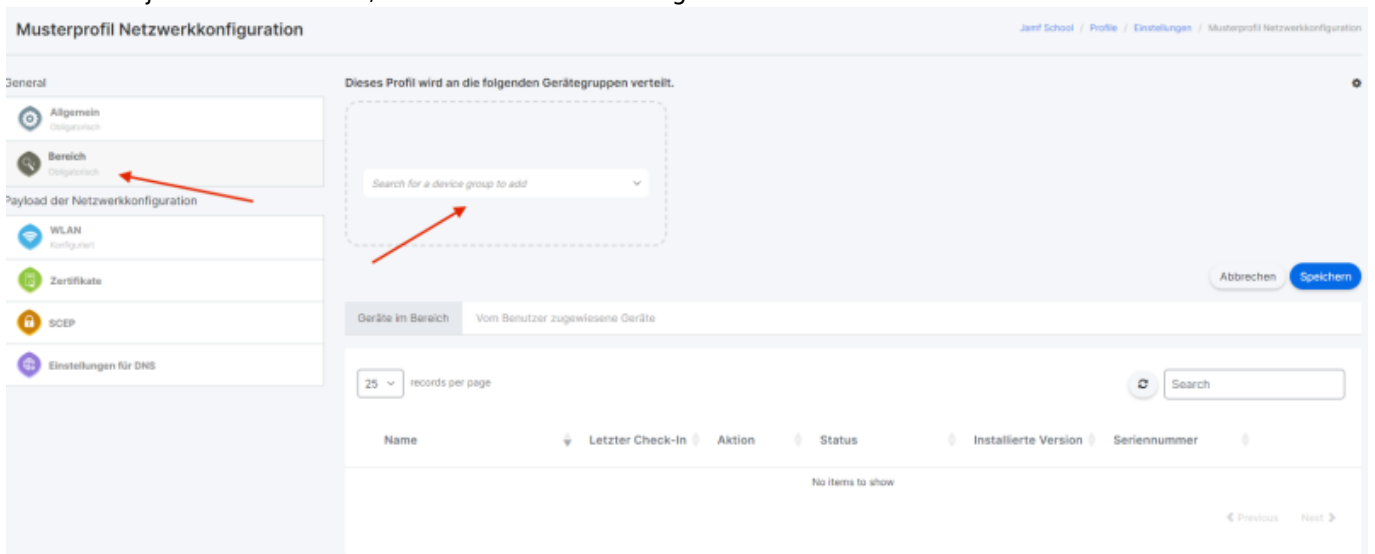 Musterprofil Netzwerkkonfiguration
Jamf School / Profile / Einstellungen / Musterprofil Netzwerkkonfiguration
General
Allgemein
Obligatorisch
Bereich
Obligatorisch
Payload der Netzwerkkonfiguration
WLAN
Konfiguriert
Zertifikate
SCEP
Einstellungen für DNS
Dieses Profil wird an die folgenden Gerätegruppen verteilt.
Search for a device group to add
Abbrechen Speichern
Geräte im Bereich Vom Benutzer zugewiesene Geräte
25 records per page
Search
Name Letzter Check-In Aktion Status Installierte Version Seriennummer
No items to show
Previous Next